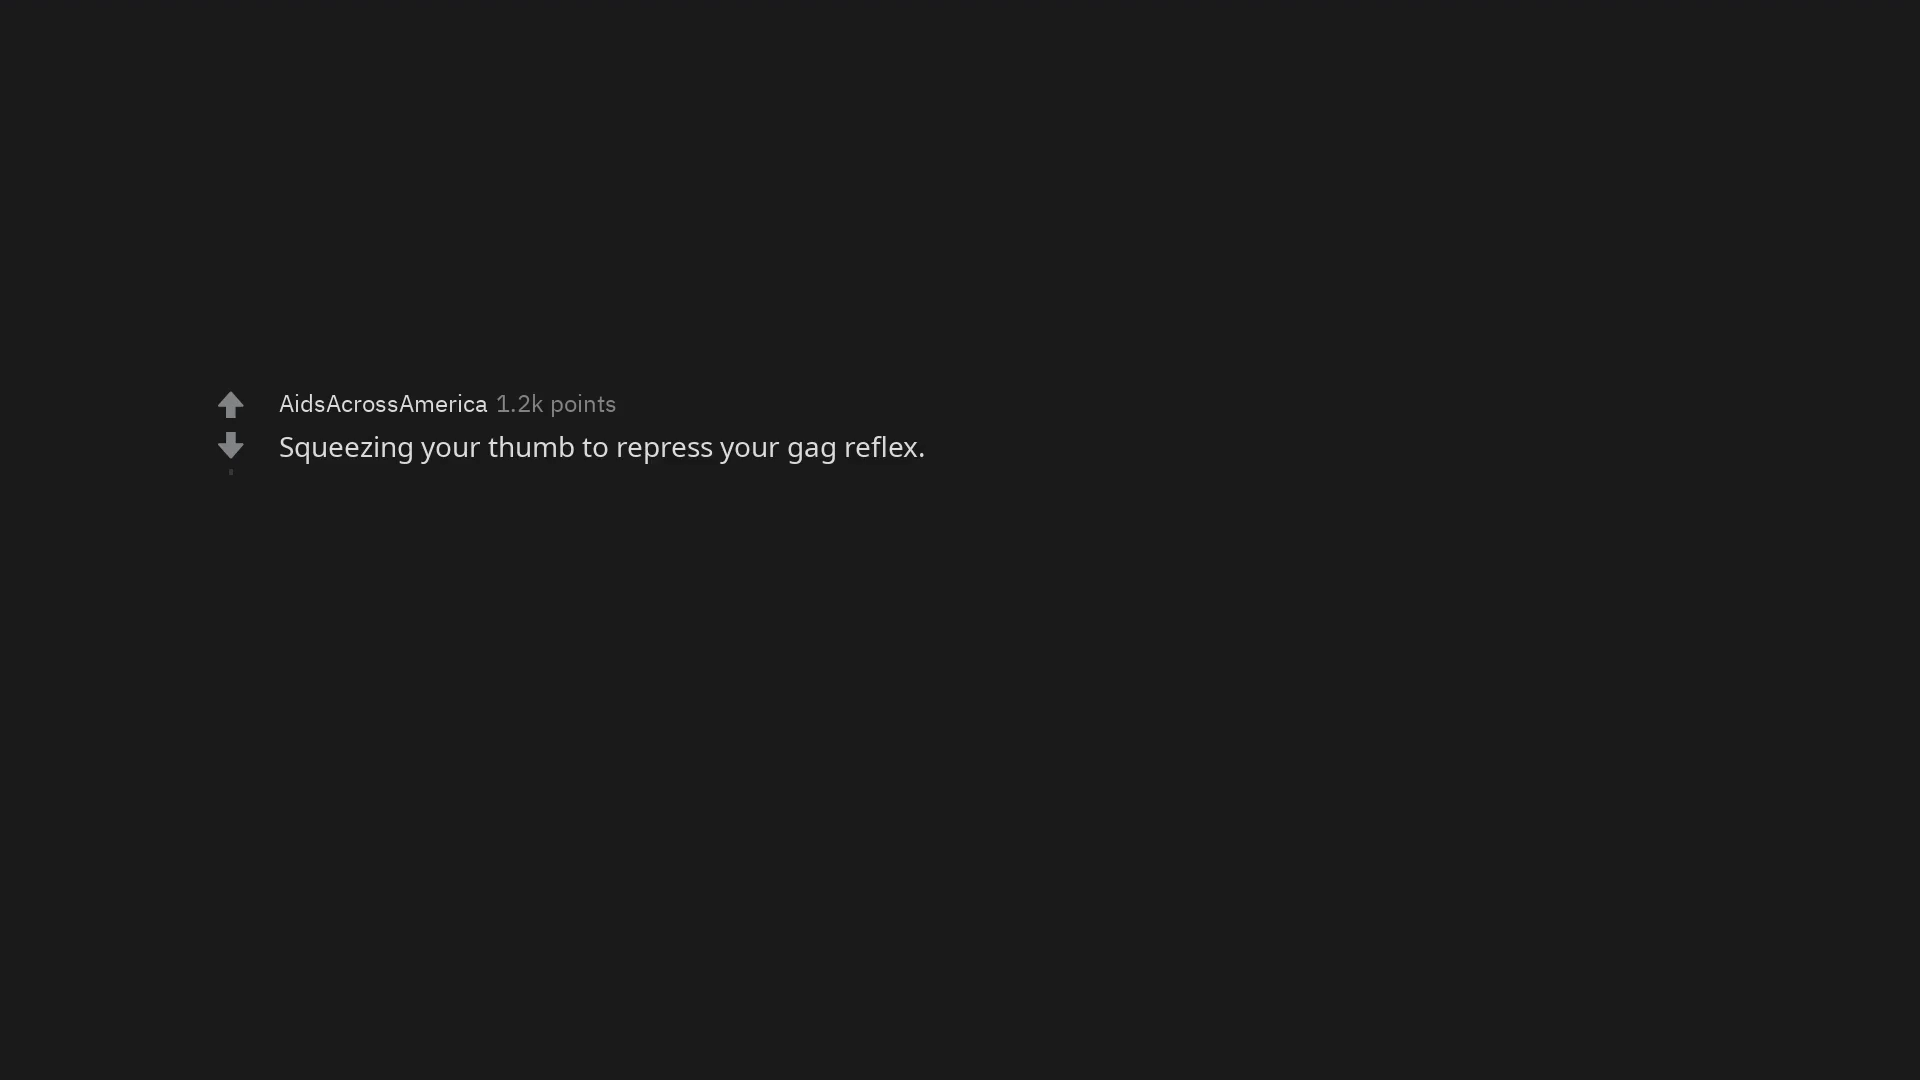 AidsAcrossAmerica 1.2k points
Squeezing your thumb to repress your gag reflex.